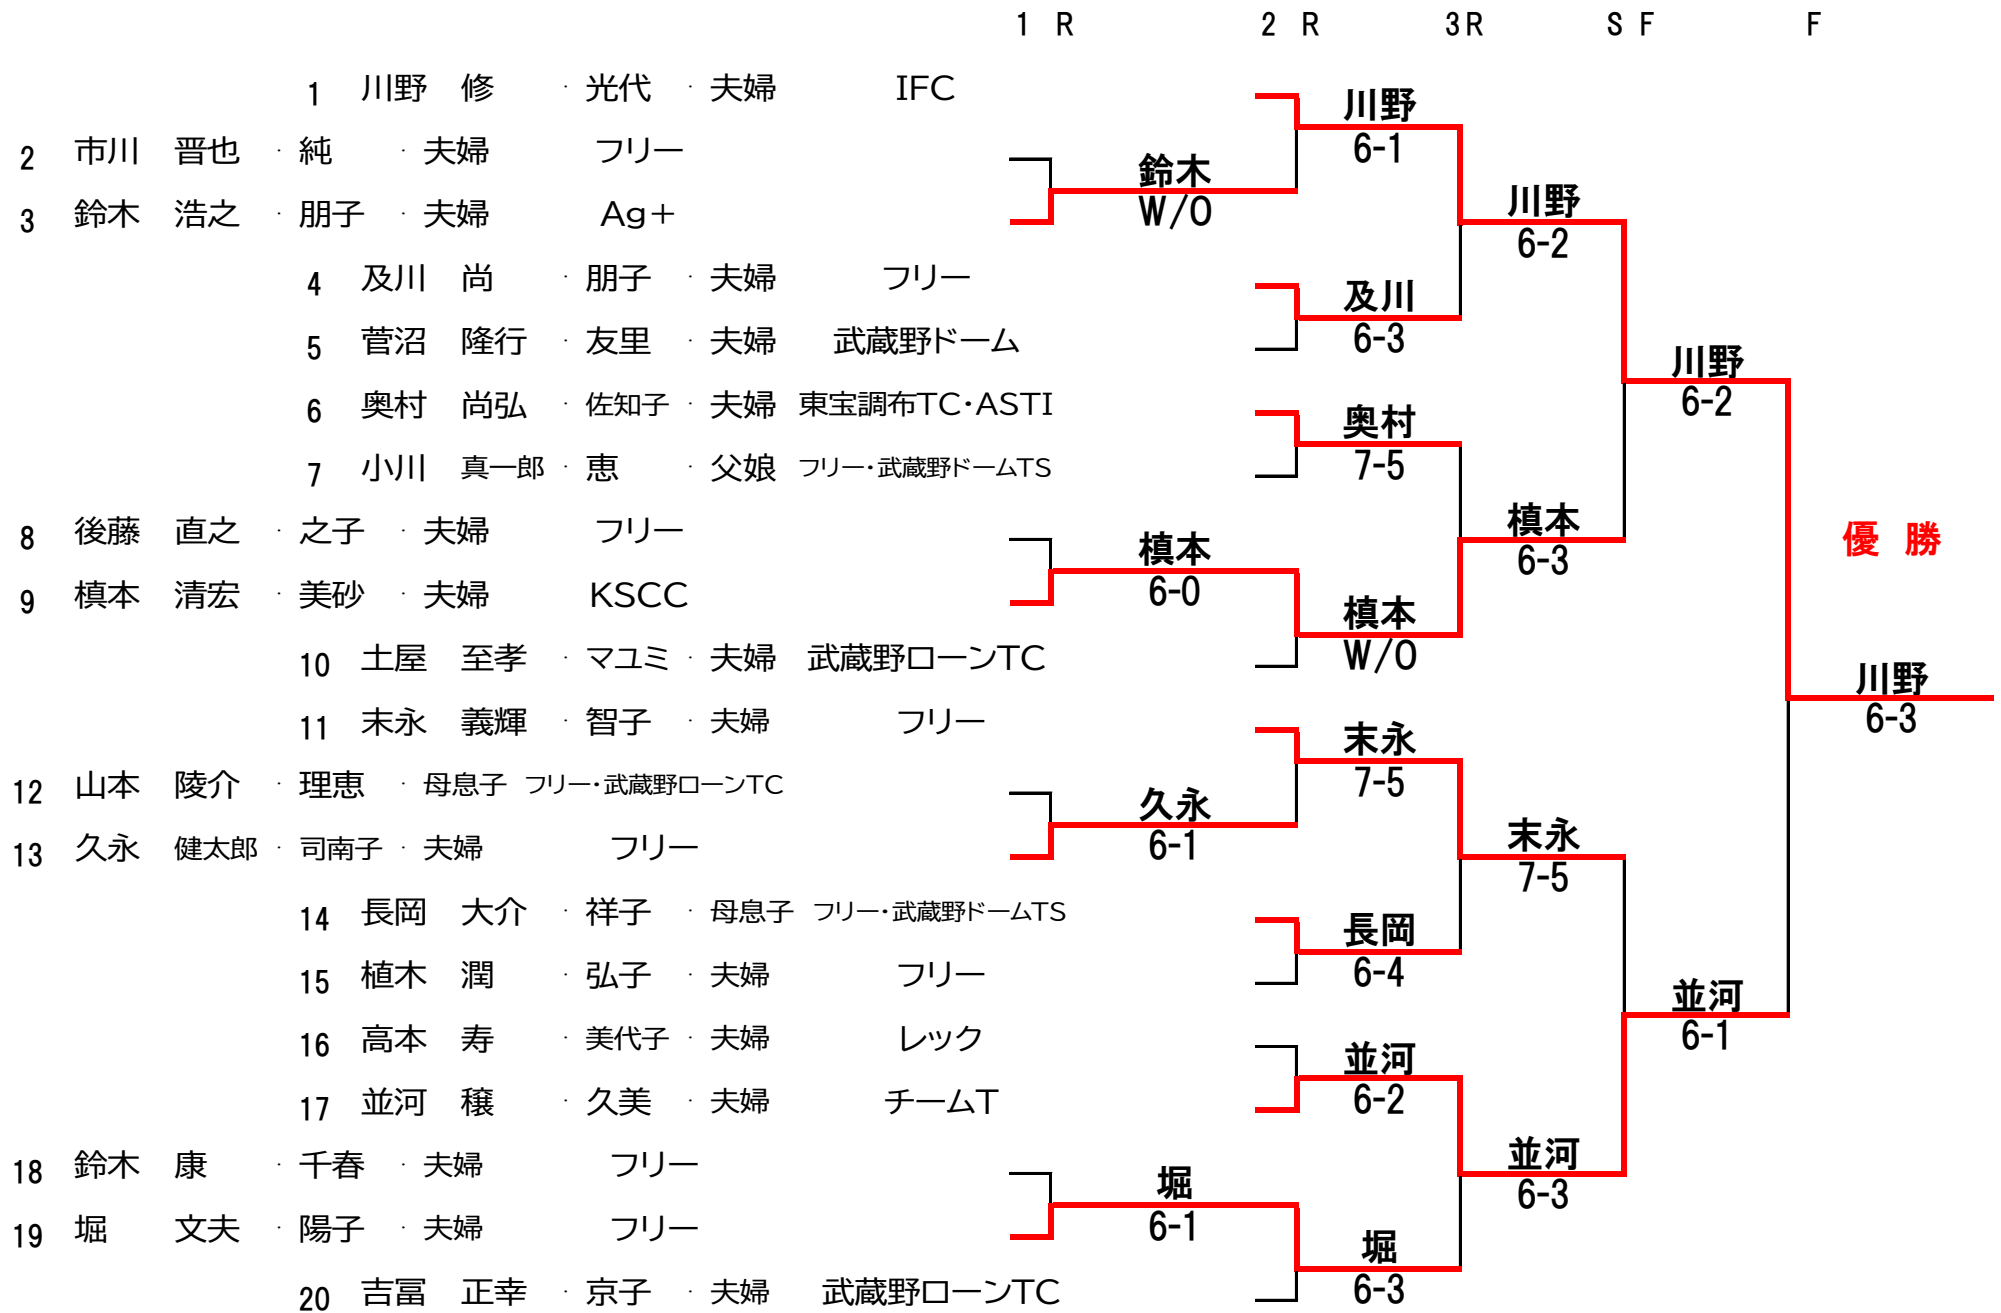 1 R 2 R 3R S F F
1 川野 修 ・ 光代 ・ 夫婦 IFC
川野
2 市川 晋也 ・ 純 ・ 夫婦 フリー
6-1
鈴木
3 鈴木 浩之 ・ 朋子 ・ 夫婦 Ag+
W/O
川野
6-2
4 及川 尚 ・ 朋子 ・ 夫婦 フリー
及川
5 菅沼 隆行 ・ 友里 ・ 夫婦 武蔵野ドーム
6-3
川野
6-2
6 奥村 尚弘 ・ 佐知子 ・ 夫婦 東宝調布TC・ASTI
奥村
7 小川 真一郎 ・ 恵 ・ 父娘 フリー・武蔵野ドームTS
7-5
8 後藤 直之 ・ 之子 ・ 夫婦 フリー
槙本
6-3
優 勝
槙本
9 槙本 清宏 ・ 美砂 ・ 夫婦 KSCC
6-0
槙本
W/O
10 土屋 至孝 ・ マユミ ・ 夫婦 武蔵野ローンTC
川野
6-3
11 末永 義輝 ・ 智子 ・ 夫婦 フリー
末永
7-5
12 山本 陵介 ・ 理恵 ・ 母息子 フリー・武蔵野ローンTC
久永
13 久永 健太郎 ・ 司南子 ・ 夫婦 フリー
6-1
末永
7-5
14 長岡 大介 ・ 祥子 ・ 母息子 フリー・武蔵野ドームTS
長岡
15 植木 潤 ・ 弘子 ・ 夫婦 フリー
6-4
並河
6-1
16 高本 寿 ・ 美代子 ・ 夫婦 レック
並河
17 並河 穣 ・ 久美 ・ 夫婦 チームT
6-2
18 鈴木 康 ・ 千春 ・ 夫婦 フリー
並河
6-3
堀
19 堀 文夫 ・ 陽子 ・ 夫婦 フリー
6-1
堀
20 吉冨 正幸 ・ 京子 ・ 夫婦 武蔵野ローンTC
6-3